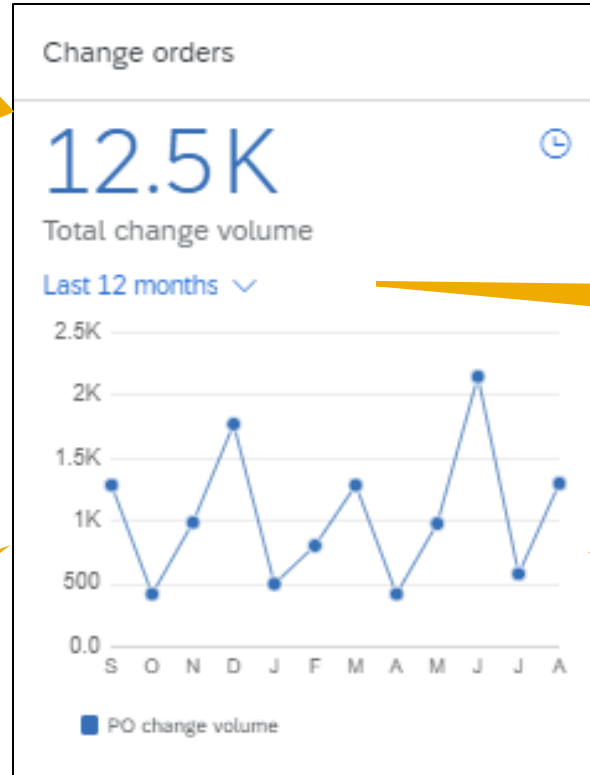 Change orders
12.5K
Total change volume
Last 12 months
2.5K
2K
1.5K
1K
500
0.0
S O N D J F M A M J J A
PO change volume